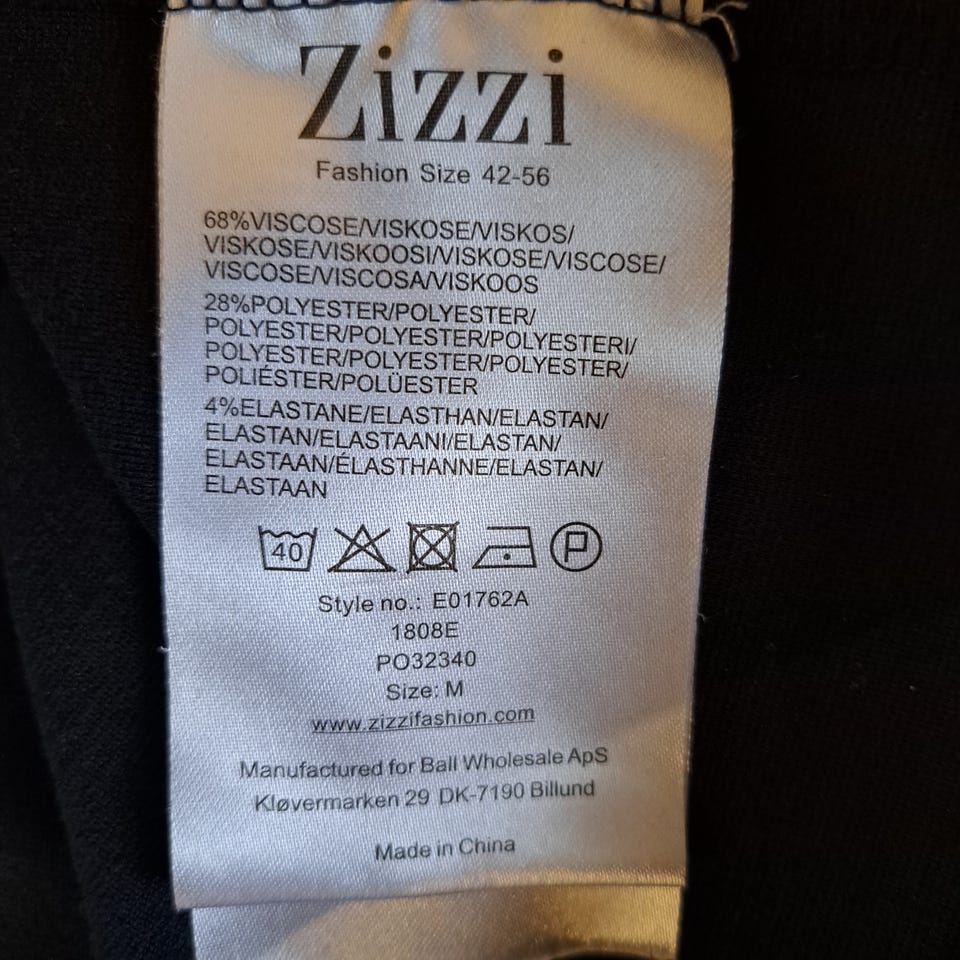 Zizzi
Fashion Size 42-56
68%VISCOSE/VISKOSE/VISKOS/
VISKOSE/VISKOOSI/VISKOSE/VISCOSE/
VISCOSE/VISCOSA/VISKOOS
28%POLYESTER/POLYESTER/
POLYESTER/POLYESTER/POLYESTERI/
POLYESTER/POLYESTER/POLYESTER/
POLIÉSTER/POLÜESTER
4%ELASTANE/ELASTHAN/ELASTAN/
ELASTAN/ELASTAANI/ELASTAN/
ELASTAAN/ÉLASTHANNE/ELASTAN/
ELASTAAN
40 P
Style no.: E01762A
1808E
PO32340
Size: M
www.zizzifashion.com
Manufactured for Ball Wholesale ApS
Kløvermarken 29 DK-7190 Billund
Made in China